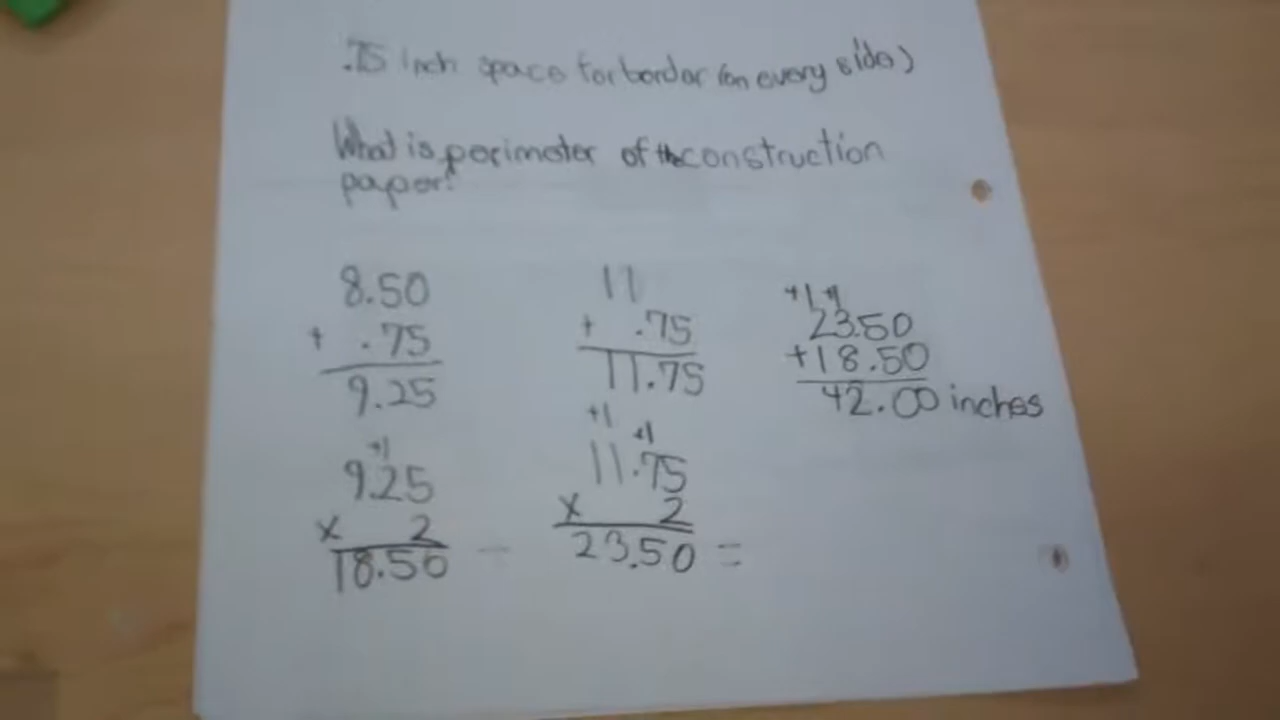 .75 inch space for border (on every side)
What is perimeter of the construction
paper?
8.50
+ .75
9.25
+1
9.25
x 2
18.50
11
+ .75
11.75
+1 +1
11.75
x 2
23.50 =
+1 +1
23.50
+18.50
42.00 inches